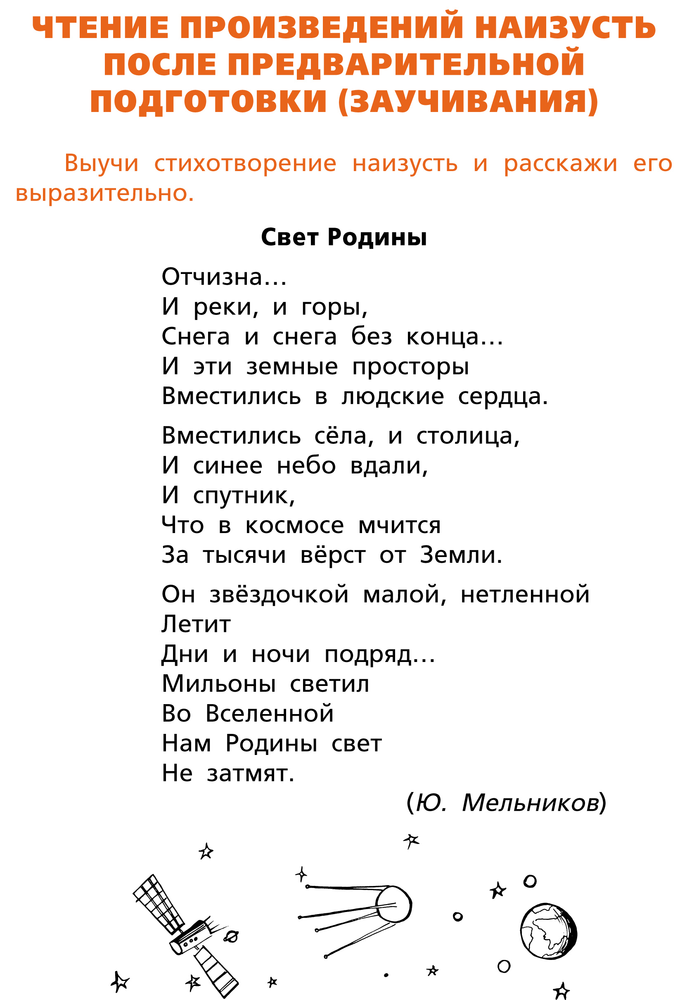 ЧТЕНИЕ ПРОИЗВЕДЕНИЙ НАИЗУСТЬ
ПОСЛЕ ПРЕДВАРИТЕЛЬНОЙ
ПОДГОТОВКИ (ЗАУЧИВАНИЯ)
Выучи стихотворение наизусть и расскажи его
выразительно.
Свет Родины
Отчизна...
И реки, и горы,
Снега и снега без конца...
И эти земные просторы
Вместились в людские сердца.
Вместились сёла, и столица,
И синее небо вдали,
И спутник,
Что в космосе мчится
За тысячи вёрст от Земли.
Он звёздочкой малой, нетленной
Летит
Дни и ночи подряд...
Мильоны светил
Во Вселенной
Нам Родины свет
Не затмят.
(Ю. Мельников)